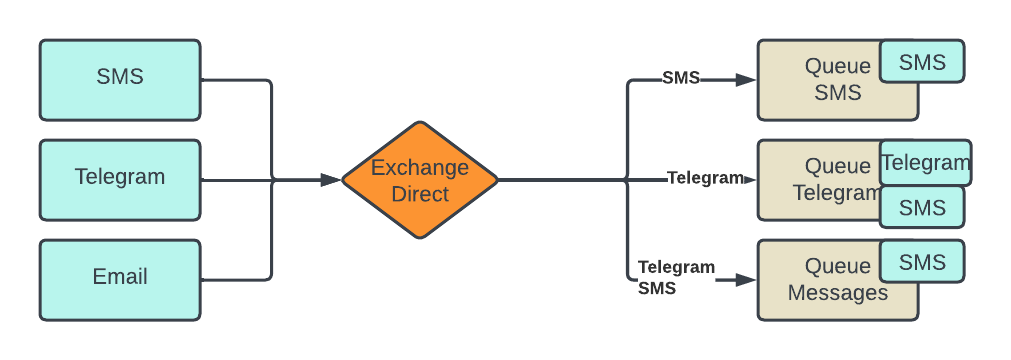 SMS
Telegram
Email
Exchange
Direct
SMS
Telegram
Telegram
SMS
Queue
SMS
SMS
Queue
Telegram
Telegram
SMS
Queue
Messages
SMS